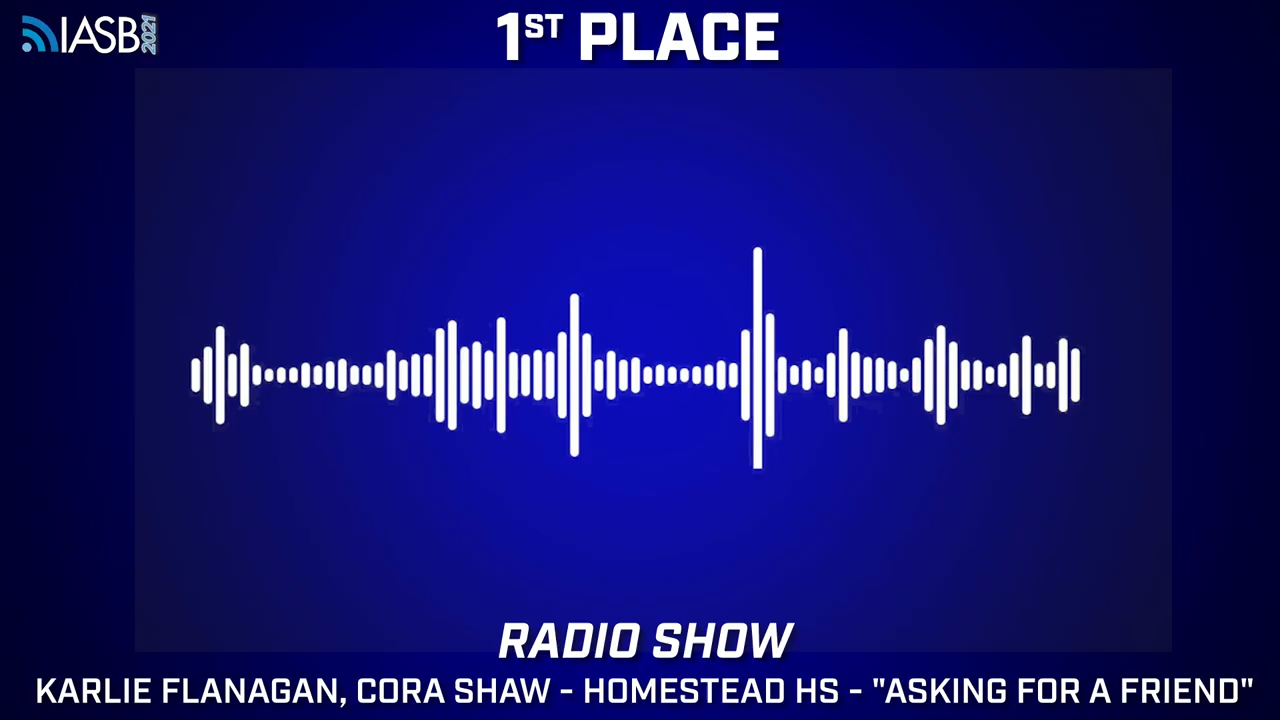 IASB 2021
1ST PLACE
RADIO SHOW
KARLIE FLANAGAN, CORA SHAW - HOMESTEAD HS - "ASKING FOR A FRIEND"